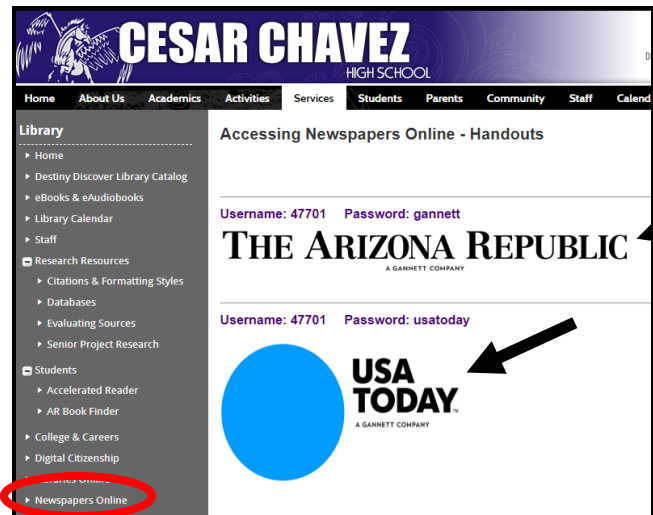 CESAR CHAVEZ
HIGH SCHOOL
Home About Us Academics Activities Services Students Parents Community Staff Calend
Library
Home
Destiny Discover Library Catalog
eBooks & eAudiobooks
Library Calendar
Staff
Research Resources
Citations & Formatting Styles
Databases
Evaluating Sources
Senior Project Research
Students
Accelerated Reader
AR Book Finder
College & Careers
Digital Citizenship
Online
Newspapers Online
Accessing Newspapers Online - Handouts
Username: 47701 Password: gannett
THE ARIZONA REPUBLIC
A GANNETT COMPANY
Username: 47701 Password: usatoday
USA
TODAY
A GANNETT COMPANY